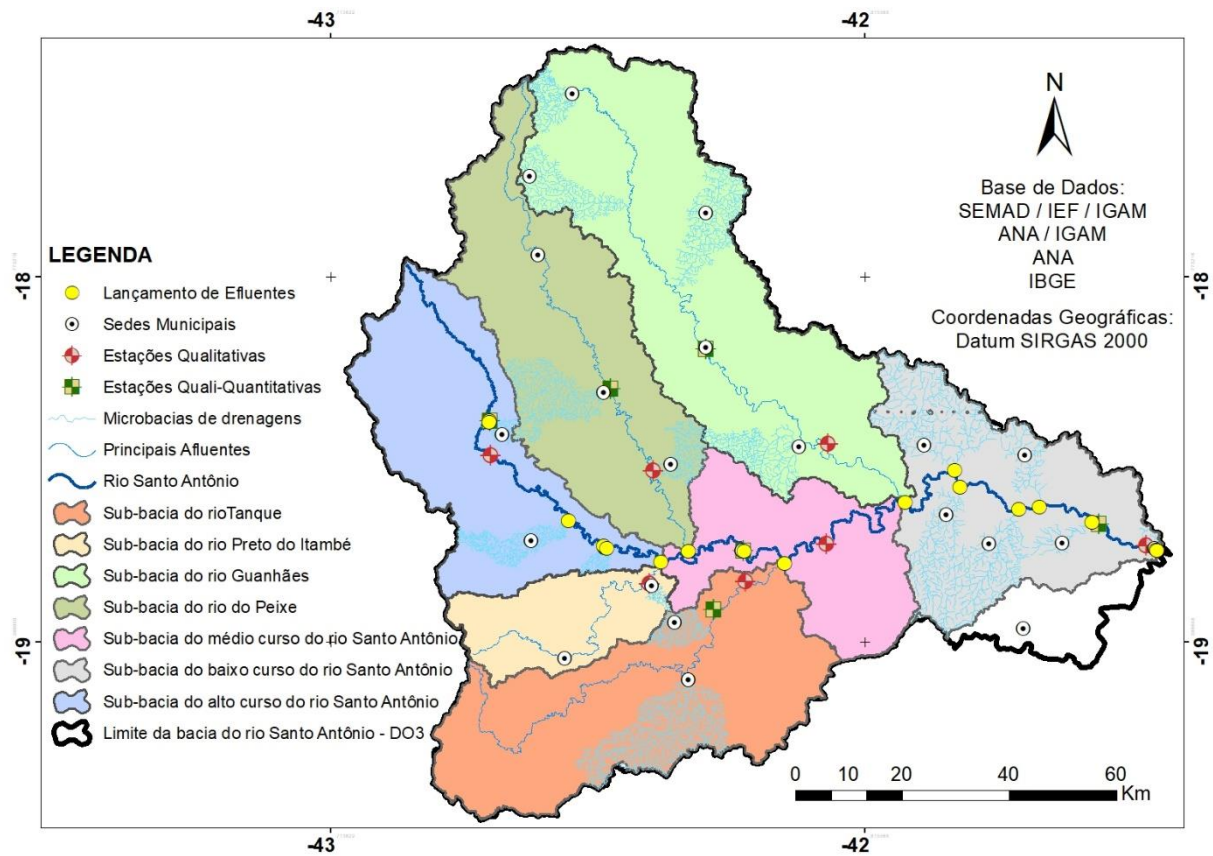 -43
-42
N
Base de Dados:
SEMAD / IEF / IGAM
ANA / IGAM
ANA
IBGE
Coordenadas Geográficas:
Datum SIRGAS 2000
-18
-18
LEGENDA
Lançamento de Efluentes
Sedes Municipais
Estações Qualitativas
Estações Quali-Quantitativas
Microbacias de drenagens
Principais Afluentes
Rio Santo Antônio
Sub-bacia do rioTanque
Sub-bacia do rio Preto do Itambé
Sub-bacia do rio Guanhães
Sub-bacia do rio do Peixe
Sub-bacia do médio curso do rio Santo Antônio
Sub-bacia do baixo curso do rio Santo Antônio
Sub-bacia do alto curso do rio Santo Antônio
Limite da bacia do rio Santo Antônio - DO3
-19
-19
0 10 20 40 60
Km
-43
-42